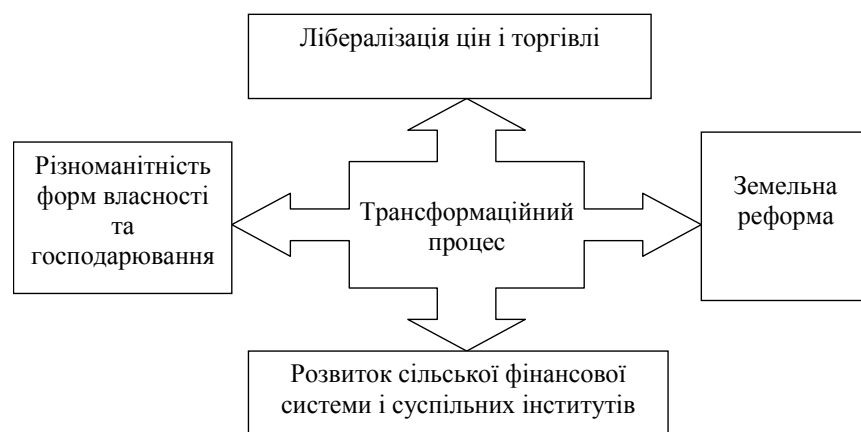 Лібералізація цін і торгівлі
Різноманітність
форм власності
та
господарювання
Трансформаційний
процес
Земельна
реформа
Розвиток сільської фінансової
системи і суспільних інститутів